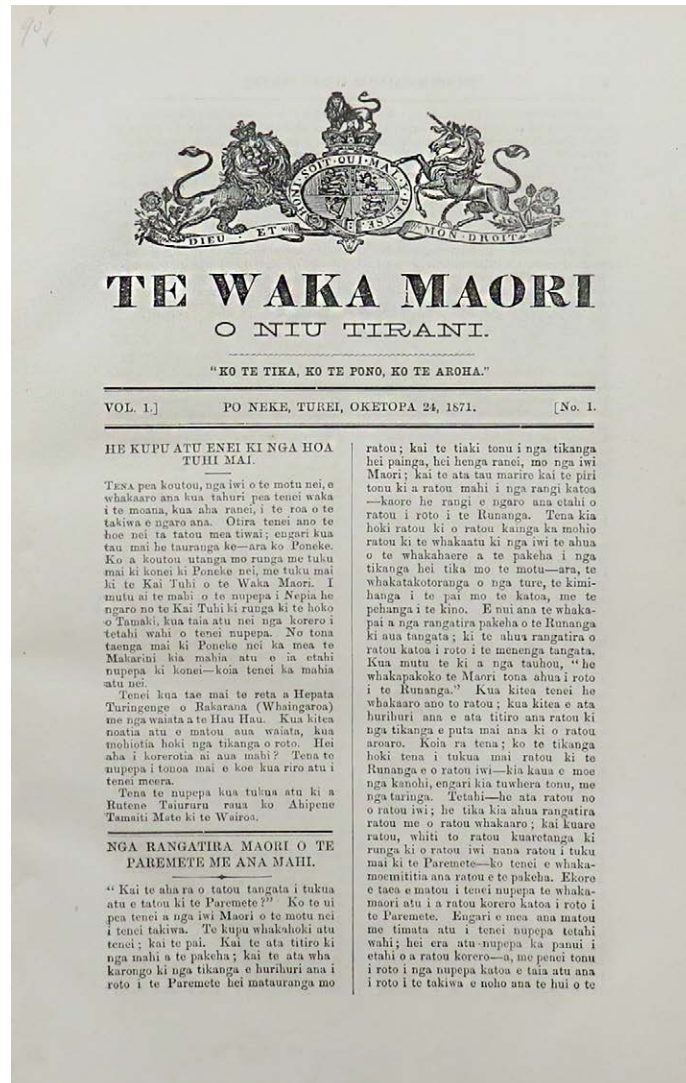 90
HONI · SOIT · QUI · MAL · Y · PENSE
DIEU · ET
MON · DROIT
TE WAKA MAORI
O NIU TIRANI.
"KO TE TIKA, KO TE PONO, KO TE AROHA."
VOL. 1.] PO NEKE, TUREI, OKETOPA 24, 1871. [No. 1.
HE KUPU ATU ENEI KI NGA HOA
TUHI MAI.
TENA pea koutou, nga iwi o te motu nei, e
whakaaro ana kua tahuri pea tenei waka
i te moana, kua aha ranei, i te roa o te
takiwa e ngaro ana. Otira tenei ano te
hoe nei ta tatou mea tiwai; engari kua
tau mai he tauranga ke—ara ko Poneke.
Ko a koutou utanga mo runga me tuku
mai ki konei ki Poneke nei, me tuku mai
ki te Kai Tuhi o te Waka Maori. I
mutu ai te mahi o te nupepa i Nepia he
ngaro no te Kai Tuhi ki runga ki te hoko
o Tamaki, kua taia atu nei nga korero i
tetahi wahi o tenei nupepa. No tona
taenga mai ki Poneke nei ka mea te
Makarini kia mahia atu e ia etahi
nupepa ki konei—koia tenei ka mahia
atu nei.
Tenei kua tae mai te reta a Hepata
Turingenge o Rakarana (Whaingaroa)
me nga waiata a te Hau Hau. Kua kitea
noatia atu e matou aua waiata, kua
mohiotia hoki nga tikanga o roto. Hei
aha i korerotia ai aua mahi? Tena te
nupepa i tonoa mai e koe kua riro atu i
tenei meera.
Tena te nupepa kua tukua atu ki a
Rutene Taiururu raua ko Ahipene
Tamaiti Mate ki te Wairoa.
NGA RANGATIRA MAORI O TE
PAREMETE ME ANA MAHI.
"Kai te aha ra o tatou tangata i tukua
atu e tatou ki te Paremete?" Ko te ui
pea tenei a nga iwi Maori o te motu nei
i tenei takiwa. Te kupu whakahoki atu
tenei; kai te pai. Kai te ata titiro ki
nga mahi a te pakeha; kai te ata wha
karongo ki nga tikanga e hurihuri ana i
roto i te Paremete hei matauranga mo
ratou; kai te tiaki tonu i nga tikanga
hei painga, hei henga ranei, mo nga iwi
Maori; kai te ata tau marire kai te piri
tonu ki a ratou mahi i nga rangi katoa
—kaore he rangi e ngaro ana etahi o
ratou i roto i te Runanga. Tena kia
hoki ratou ki o ratou kainga ka mohio
ratou ki te whakaatu ki nga iwi te ahua
o te whakahaere a te pakeha i nga
tikanga hei tika mo te motu—ara, te
whakatakotoranga o nga ture, te kimi-
hanga i te pai mo te katoa, me te
pehanga i te kino. E nui ana te whaka-
pai a nga rangatira pakeha o te Runanga
ki aua tangata; ki te ahua rangatira o
ratou katoa i roto i te menenga tangata.
Kua mutu te ki a nga tauhou, "he
whakapakoko te Maori tona ahua i roto
i te Runanga." Kua kitea tenei he
whakaaro ano to ratou; kua kitea e ata
hurihuri ana e ata titiro ana ratou ki
nga tikanga e puta mai ana ki o ratou
aroaro. Koia ra tena; ko te tikanga
hoki tena i tukua mai ratou ki te
Runanga e o ratou iwi—kia kaua e moe
nga kanohi, engari kia tuwhera tonu, me
nga taringa. Tetahi—he ata ratou no
o ratou iwi; he tika kia ahua rangatira
ratou me o ratou whakaaro; kai kuare
ratou, whiti to ratou kuaretanga ki
runga ki o ratou iwi nana ratou i tuku
mai ki te Paremete—ko tenei e whaka-
moemititia ana ratou e te pakeha. Ekore
e taea e matou i tenei nupepa te whaka-
maori atu i a ratou korero katoa i roto i
te Paremete. Engari e mea ana matou
me timata atu i tenei nupepa tetahi
wahi; hei era atu nupepa ka panui i
etahi o a ratou korero—a, me penei tonu
i roto i nga nupepa katoa e taia atu ana
i roto i te takiwa e noho ana te hui o te